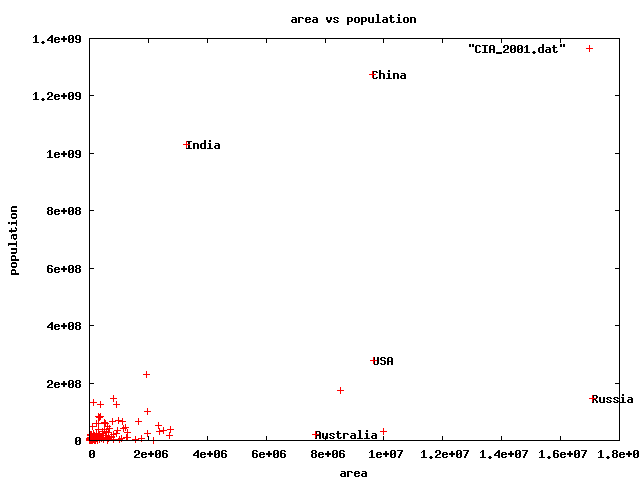 area vs population
1.4e+09
"CIA_2001.dat"
China
1.2e+09
India
1e+09
8e+08
population
6e+08
4e+08
USA
2e+08
Russia
Australia
0
0 2e+06 4e+06 6e+06 8e+06 1e+07 1.2e+07 1.4e+07 1.6e+07 1.8e+0
area